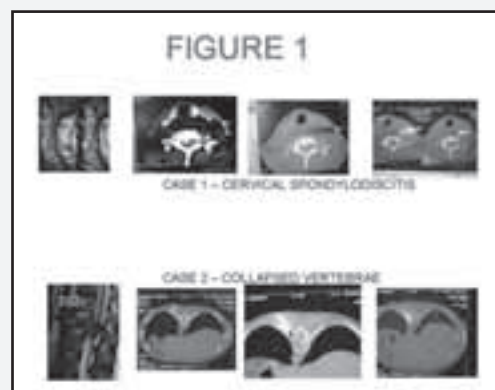 FIGURE 1
CASE 1 – CERVICAL SPONDYLODISCITIS
CASE 2 – COLLAPSED VERTEBRAE